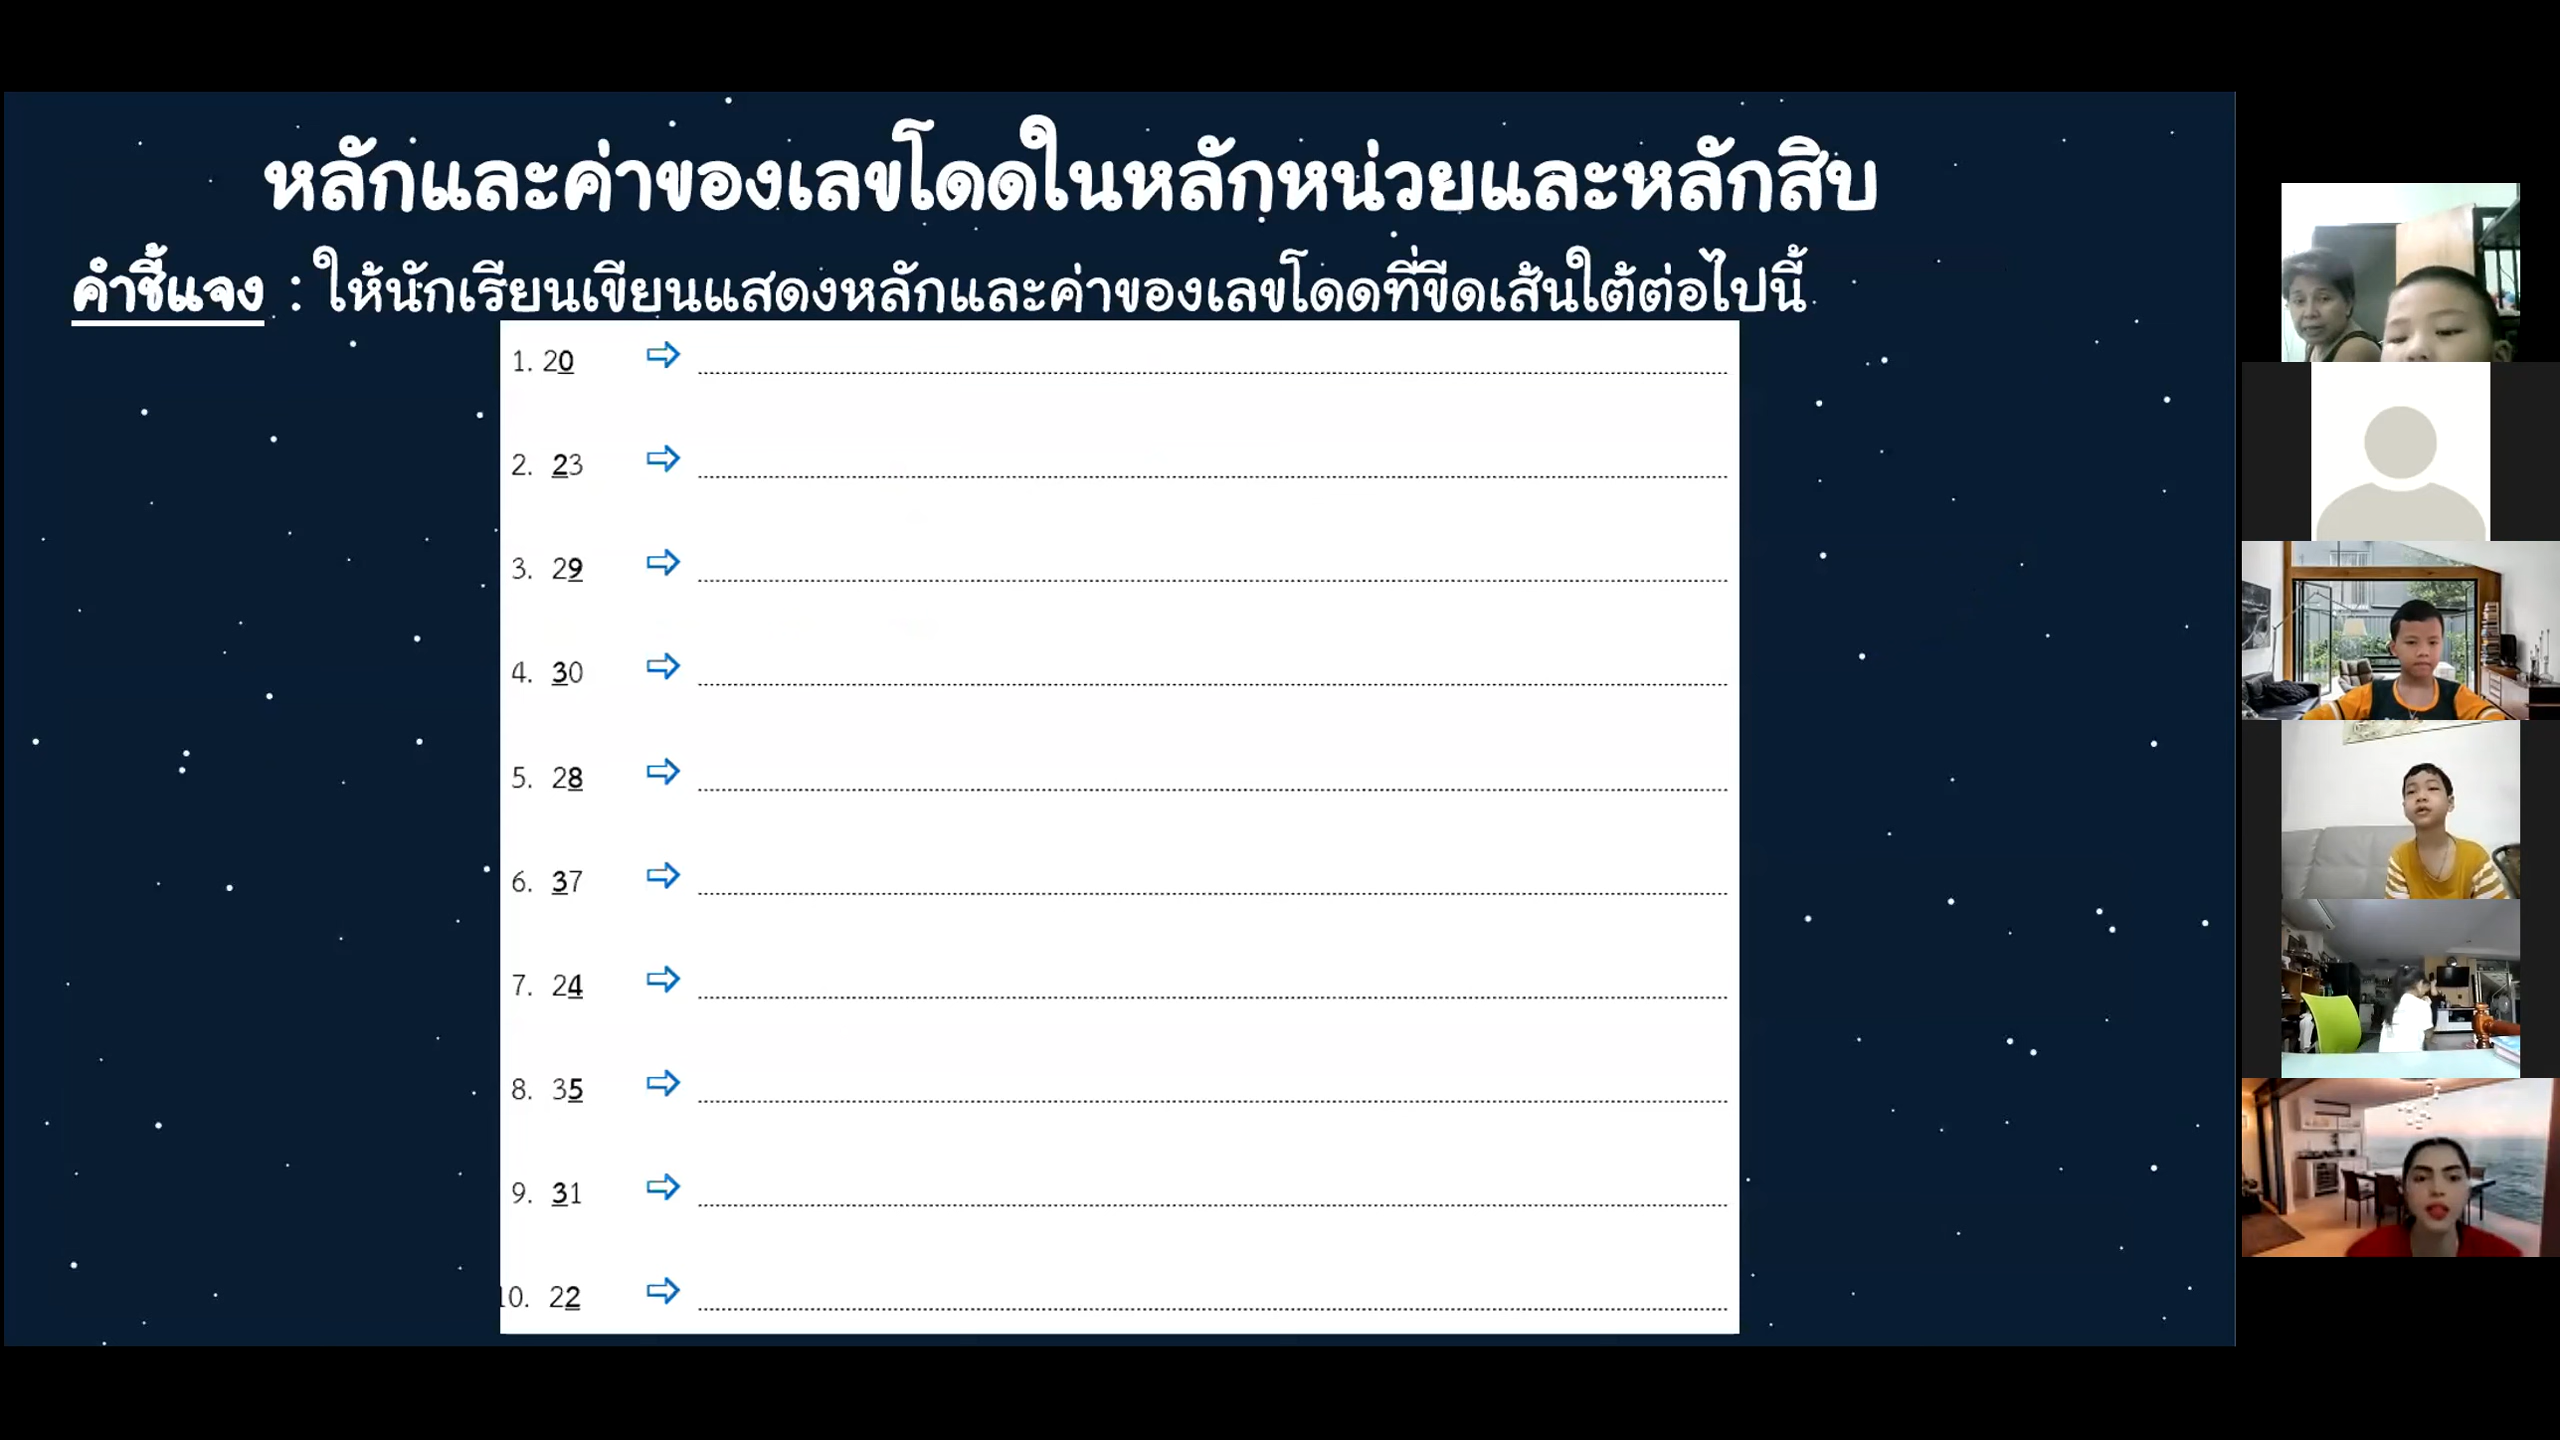 หลักและค่าของเลขโดดในหลักหน่วยและหลักสิบ
คำชี้แจง : ให้นักเรียนเขียนแสดงหลักและค่าของเลขโดดที่ขีดเส้นใต้ต่อไปนี้
1. 20 ⇨ ........................................
2. 23 ⇨ ........................................
3. 29 ⇨ ........................................
4. 30 ⇨ ........................................
5. 28 ⇨ ........................................
6. 37 ⇨ ........................................
7. 24 ⇨ ........................................
8. 35 ⇨ ........................................
9. 31 ⇨ ........................................
10. 22 ⇨ ........................................